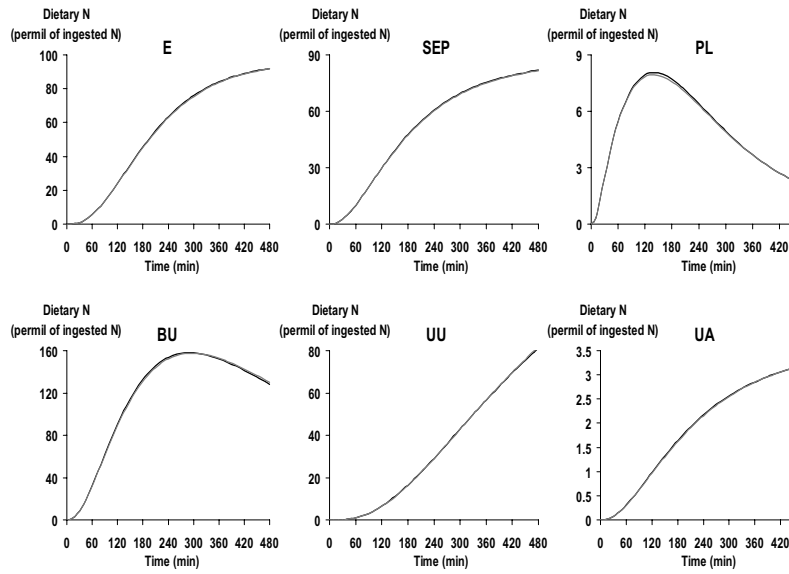 Dietary N
(permil of ingested N)
E
100
80
60
40
20
0
0 60 120 180 240 300 360 420 480
Time (min)
Dietary N
(permil of ingested N)
SEP
90
60
30
0
0 60 120 180 240 300 360 420 480
Time (min)
Dietary N
(permil of ingested N)
PL
9
6
3
0
0 60 120 180 240 300 360 420
Time (min)
Dietary N
(permil of ingested N)
BU
160
120
80
40
0
0 60 120 180 240 300 360 420 480
Time (min)
Dietary N
(permil of ingested N)
UU
80
60
40
20
0
0 60 120 180 240 300 360 420 480
Time (min)
Dietary N
(permil of ingested N)
UA
3.5
3
2.5
2
1.5
1
0.5
0
0 60 120 180 240 300 360 420
Time (min)